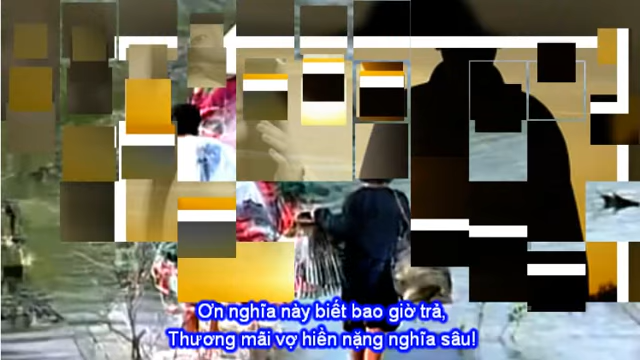 Ơn nghĩa này biết bao giờ trả,
Thương mãi vợ hiền nặng nghĩa sâu!